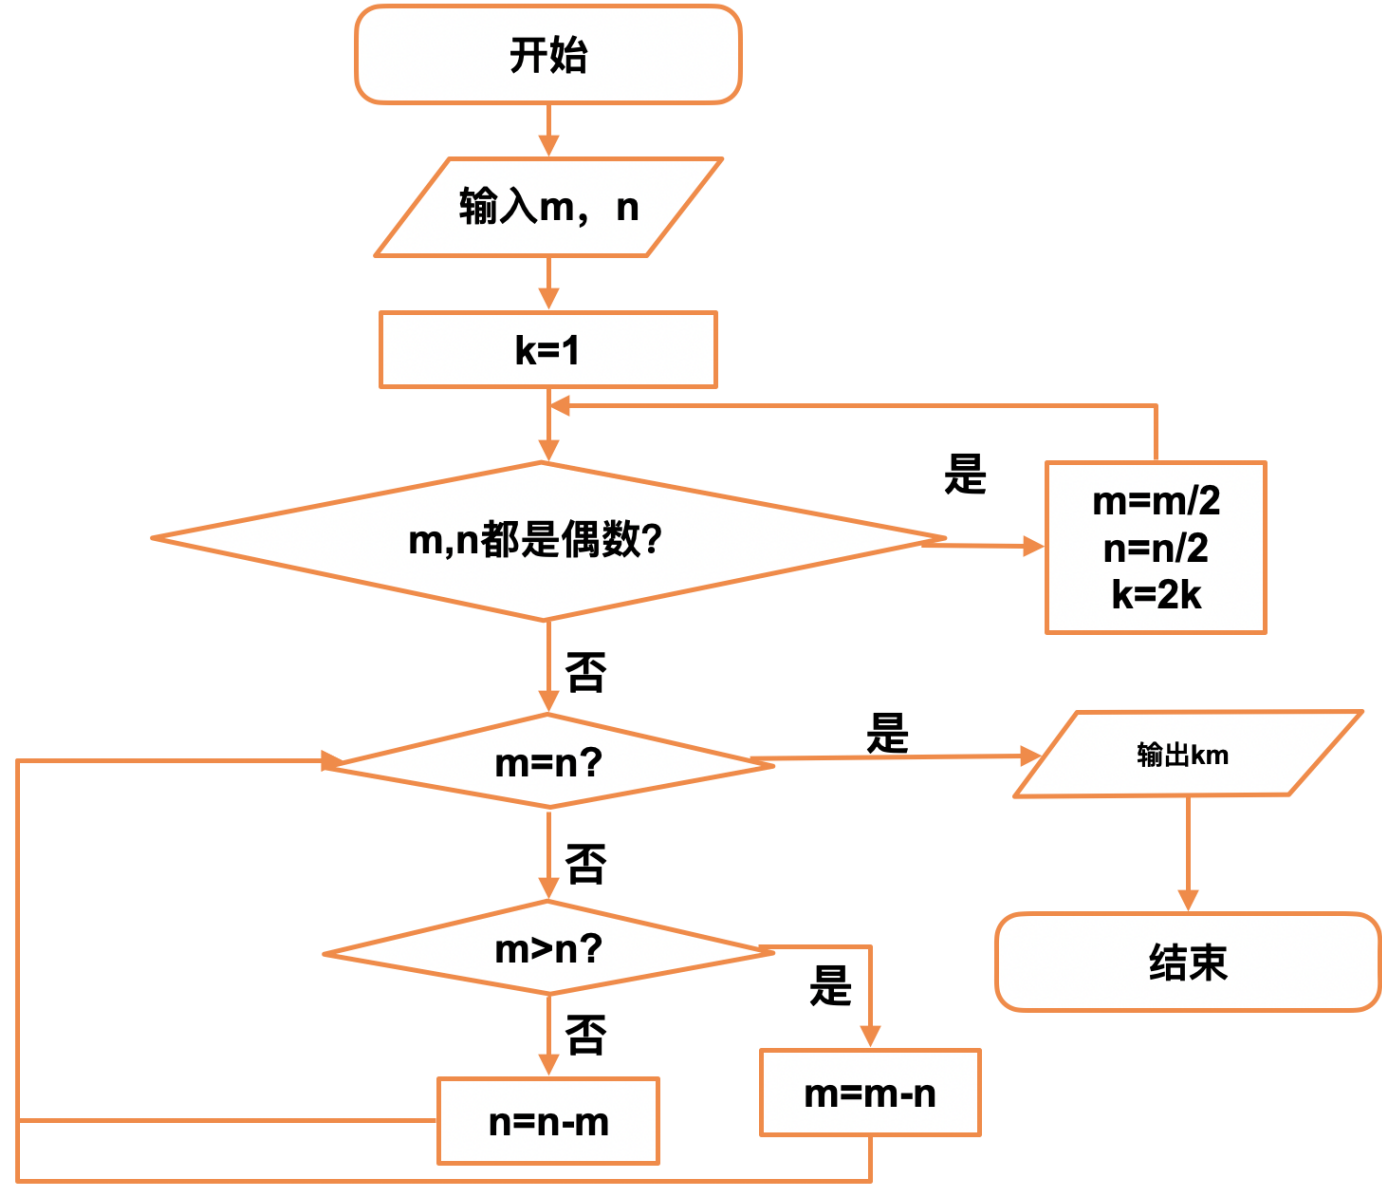 开始
输入m，n
k=1
m,n都是偶数?
是
m=m/2
n=n/2
k=2k
否
m=n?
是
输出km
否
m>n?
是
结束
否
m=m-n
n=n-m